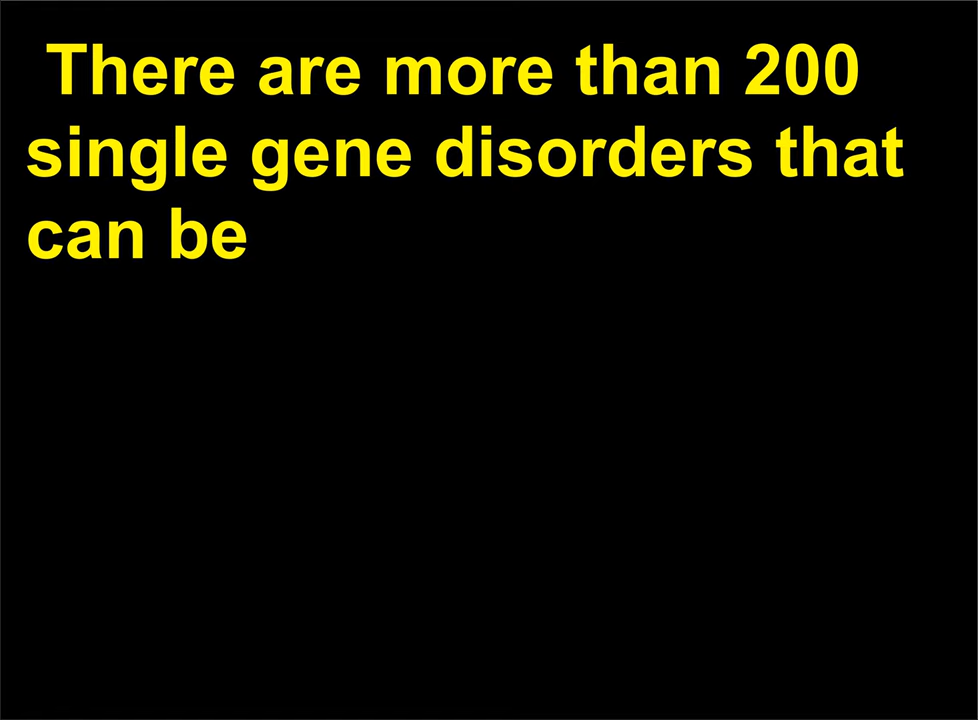 There are more than 200
single gene disorders that
can be